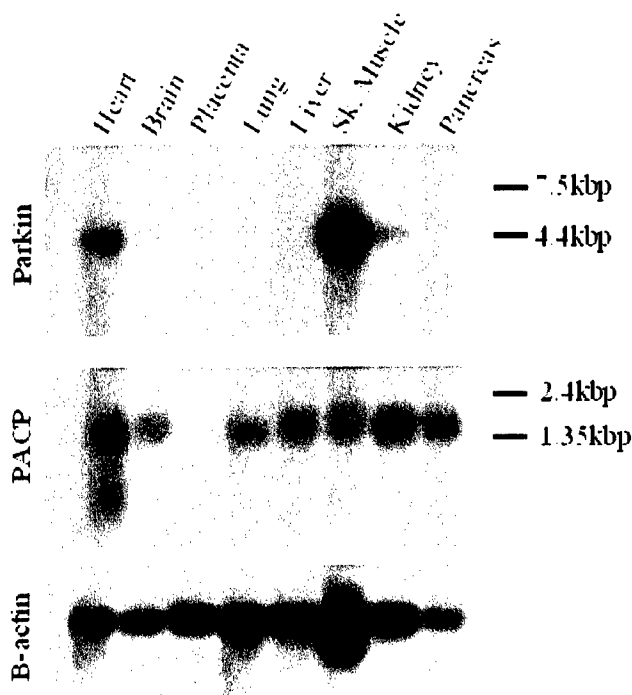 Heart Brain Placenta Lung Liver Sk. Muscle Kidney Pancreas
Parkin
7.5kbp
4.4kbp
PACP
2.4kbp
1.35kbp
B-actin